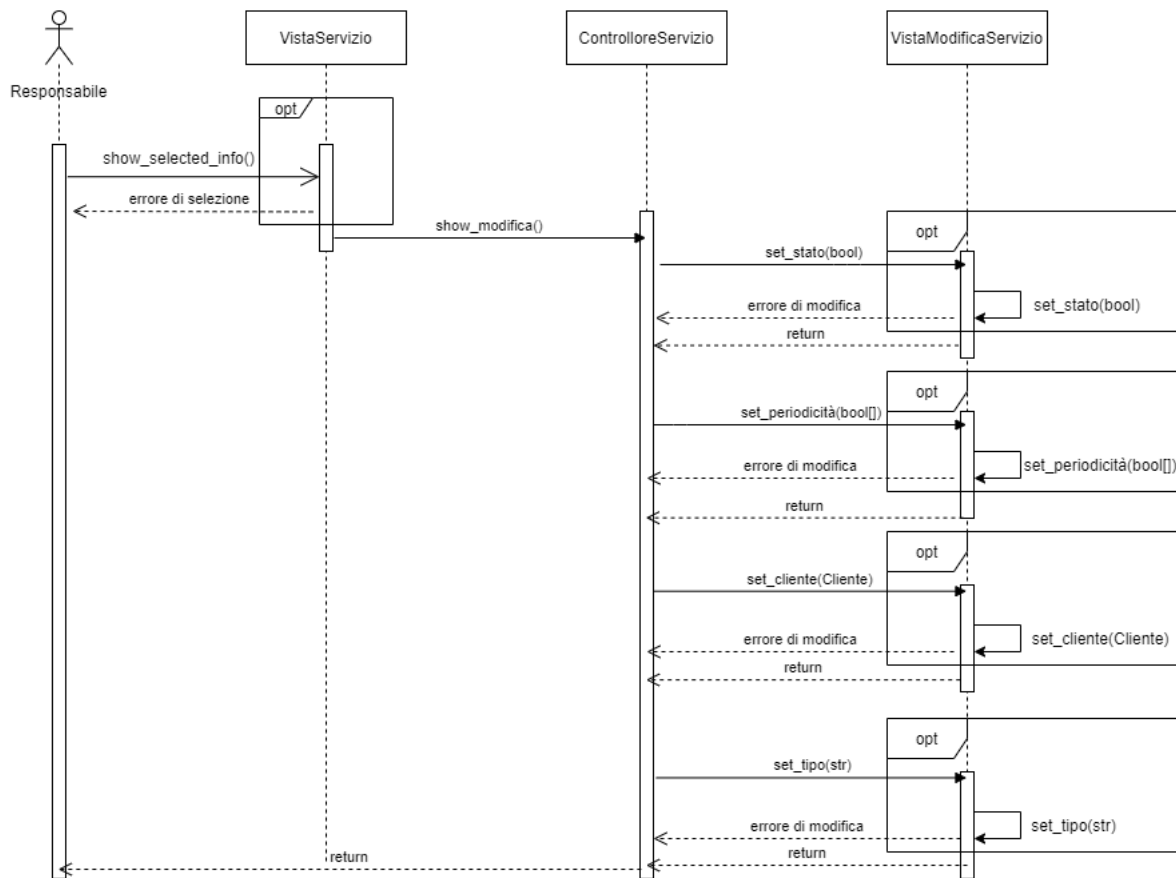 VistaServizio
ControlloreServizio
VistaModificaServizio
Responsabile
opt
show_selected_info()
errore di selezione
show_modifica()
opt
set_stato(bool)
errore di modifica
set_stato(bool)
return
opt
set_periodicità(bool[])
errore di modifica
set_periodicità(bool[])
return
opt
set_cliente(Cliente)
errore di modifica
set_cliente(Cliente)
return
opt
set_tipo(str)
errore di modifica
set_tipo(str)
return
return